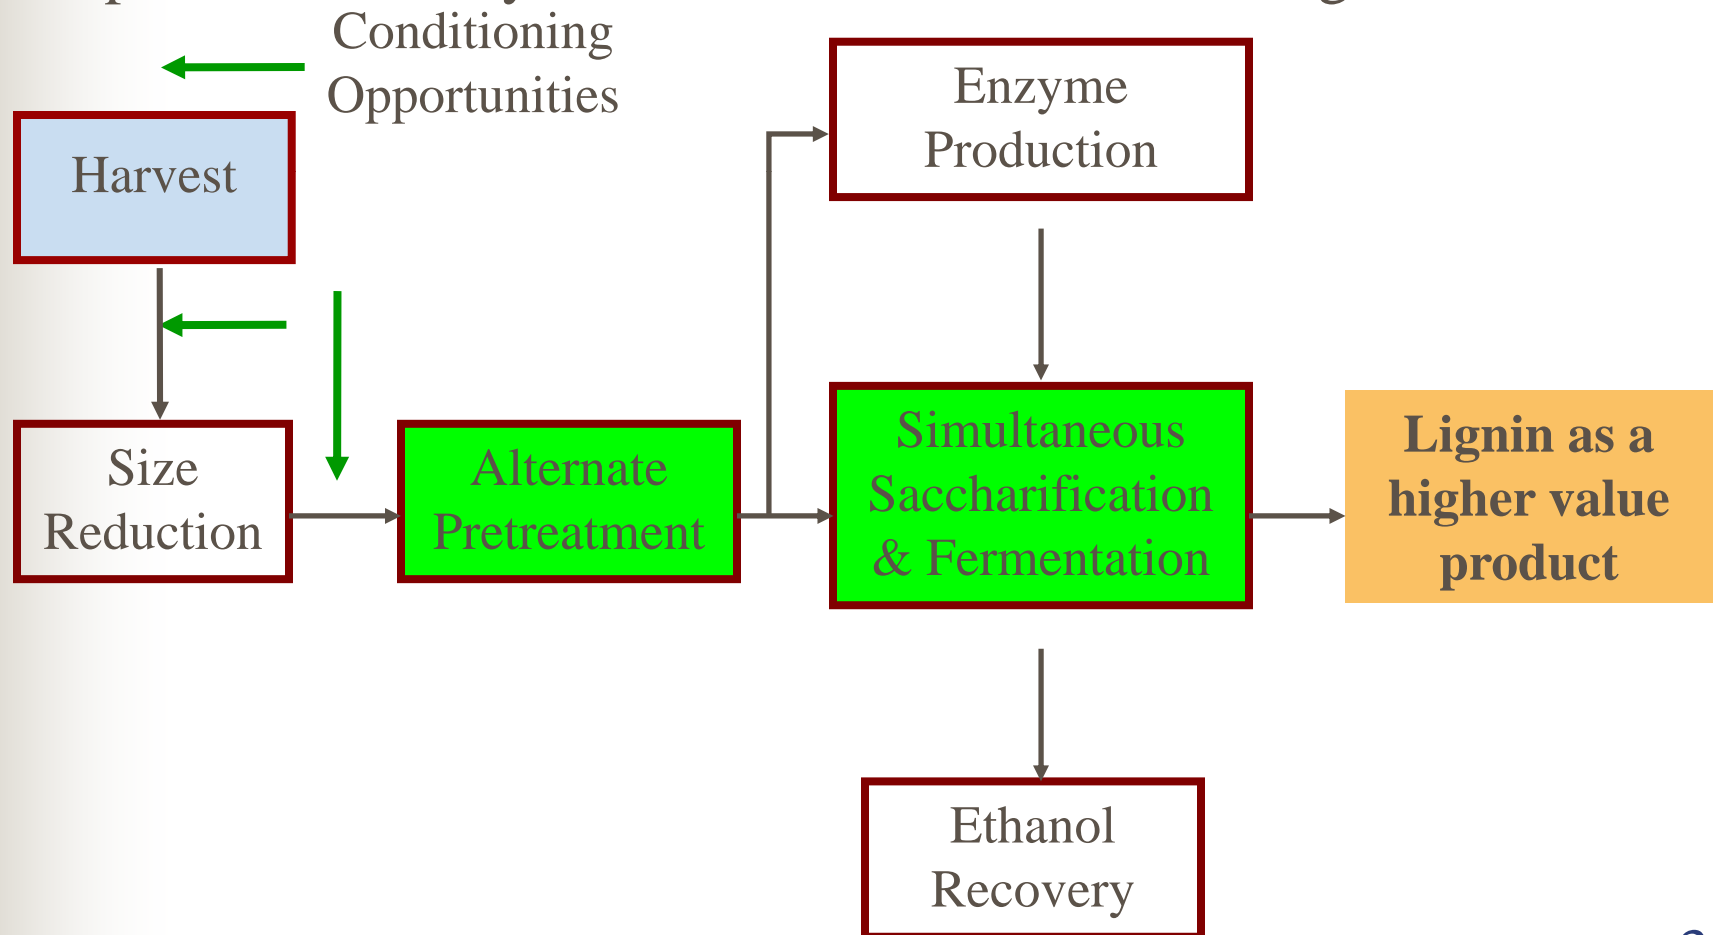 Conditioning
Opportunities
Harvest
Enzyme
Production
Size
Reduction
Alternate
Pretreatment
Simultaneous
Saccharification
& Fermentation
Lignin as a
higher value
product
Ethanol
Recovery